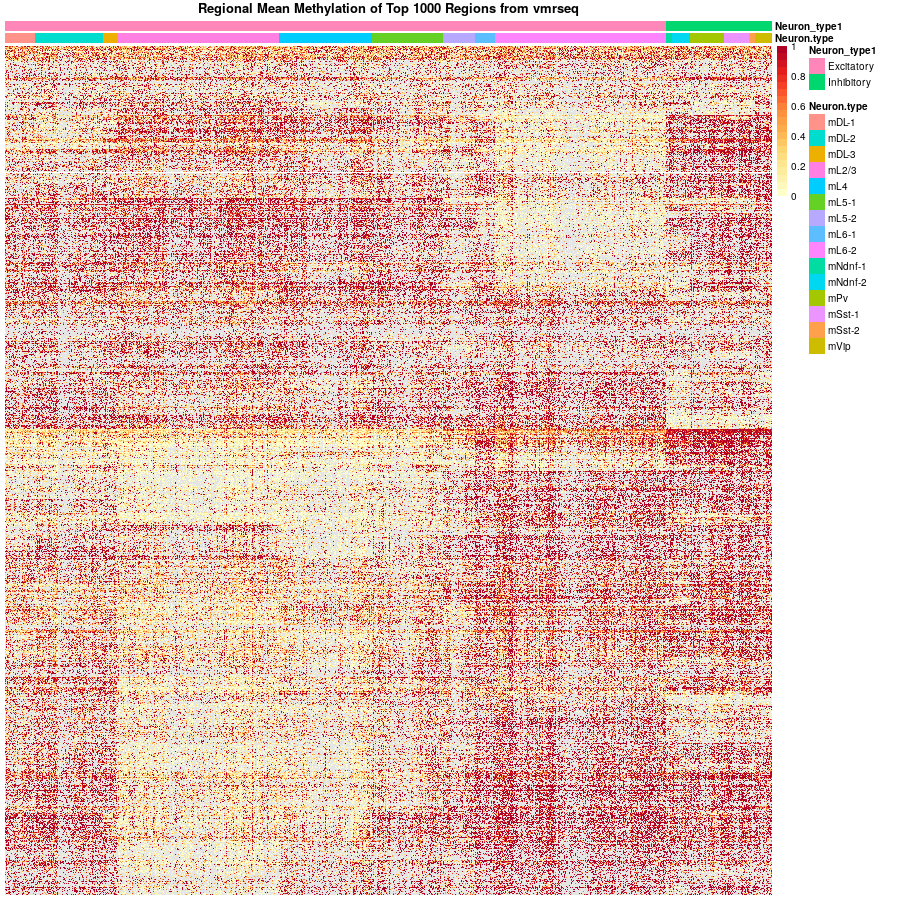 Regional Mean Methylation of Top 1000 Regions from vmrseq
Neuron_type1
Neuron.type
1
0.8
0.6
0.4
0.2
0
Neuron_type1
Excitatory
Inhibitory
Neuron.type
mDL-1
mDL-2
mDL-3
mL2/3
mL4
mL5-1
mL5-2
mL6-1
mL6-2
mNdnf-1
mNdnf-2
mPv
mSst-1
mSst-2
mVip